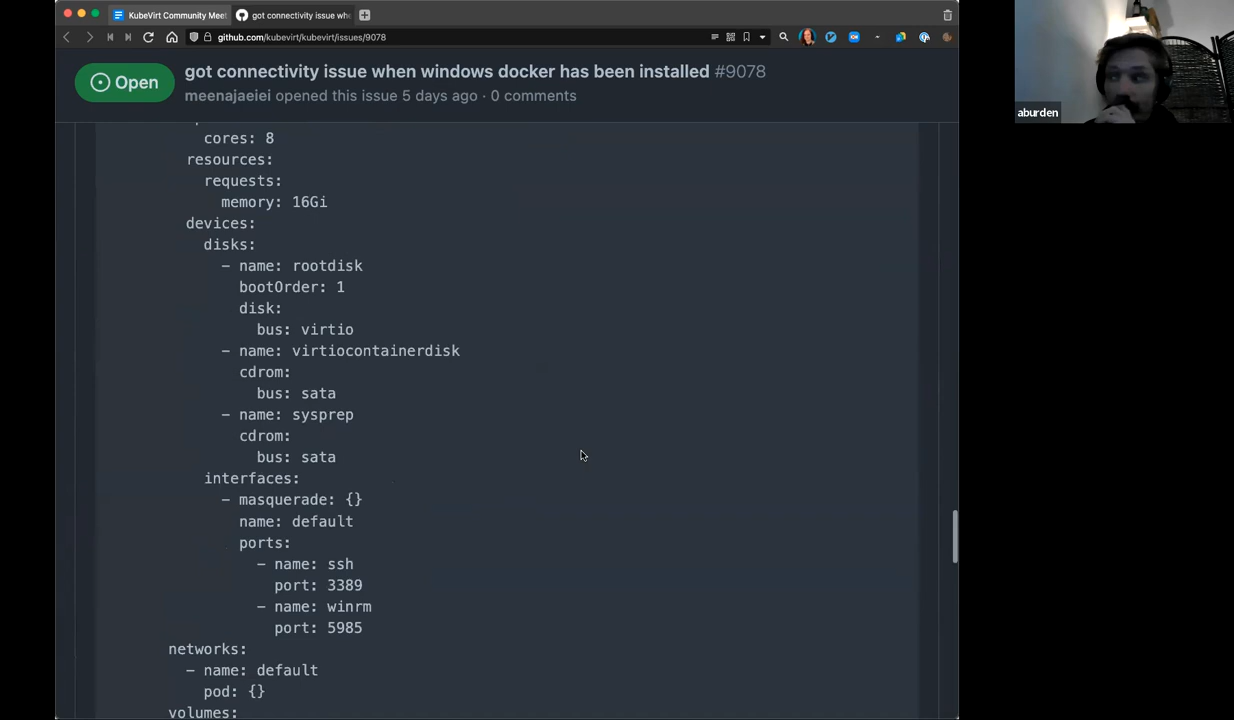 KubeVirt Community Meet
got connectivity issue whe
github.com/kubevirt/kubevirt/issues/9078
Open
got connectivity issue when windows docker has been installed #9078
meenajaeiei opened this issue 5 days ago · 0 comments
cores: 8
resources:
requests:
memory: 16Gi
devices:
disks:
- name: rootdisk
bootOrder: 1
disk:
bus: virtio
- name: virtiocontainerdisk
cdrom:
bus: sata
- name: sysprep
cdrom:
bus: sata
interfaces:
- masquerade: {}
name: default
ports:
- name: ssh
port: 3389
- name: winrm
port: 5985
networks:
- name: default
pod: {}
volumes:
aburden